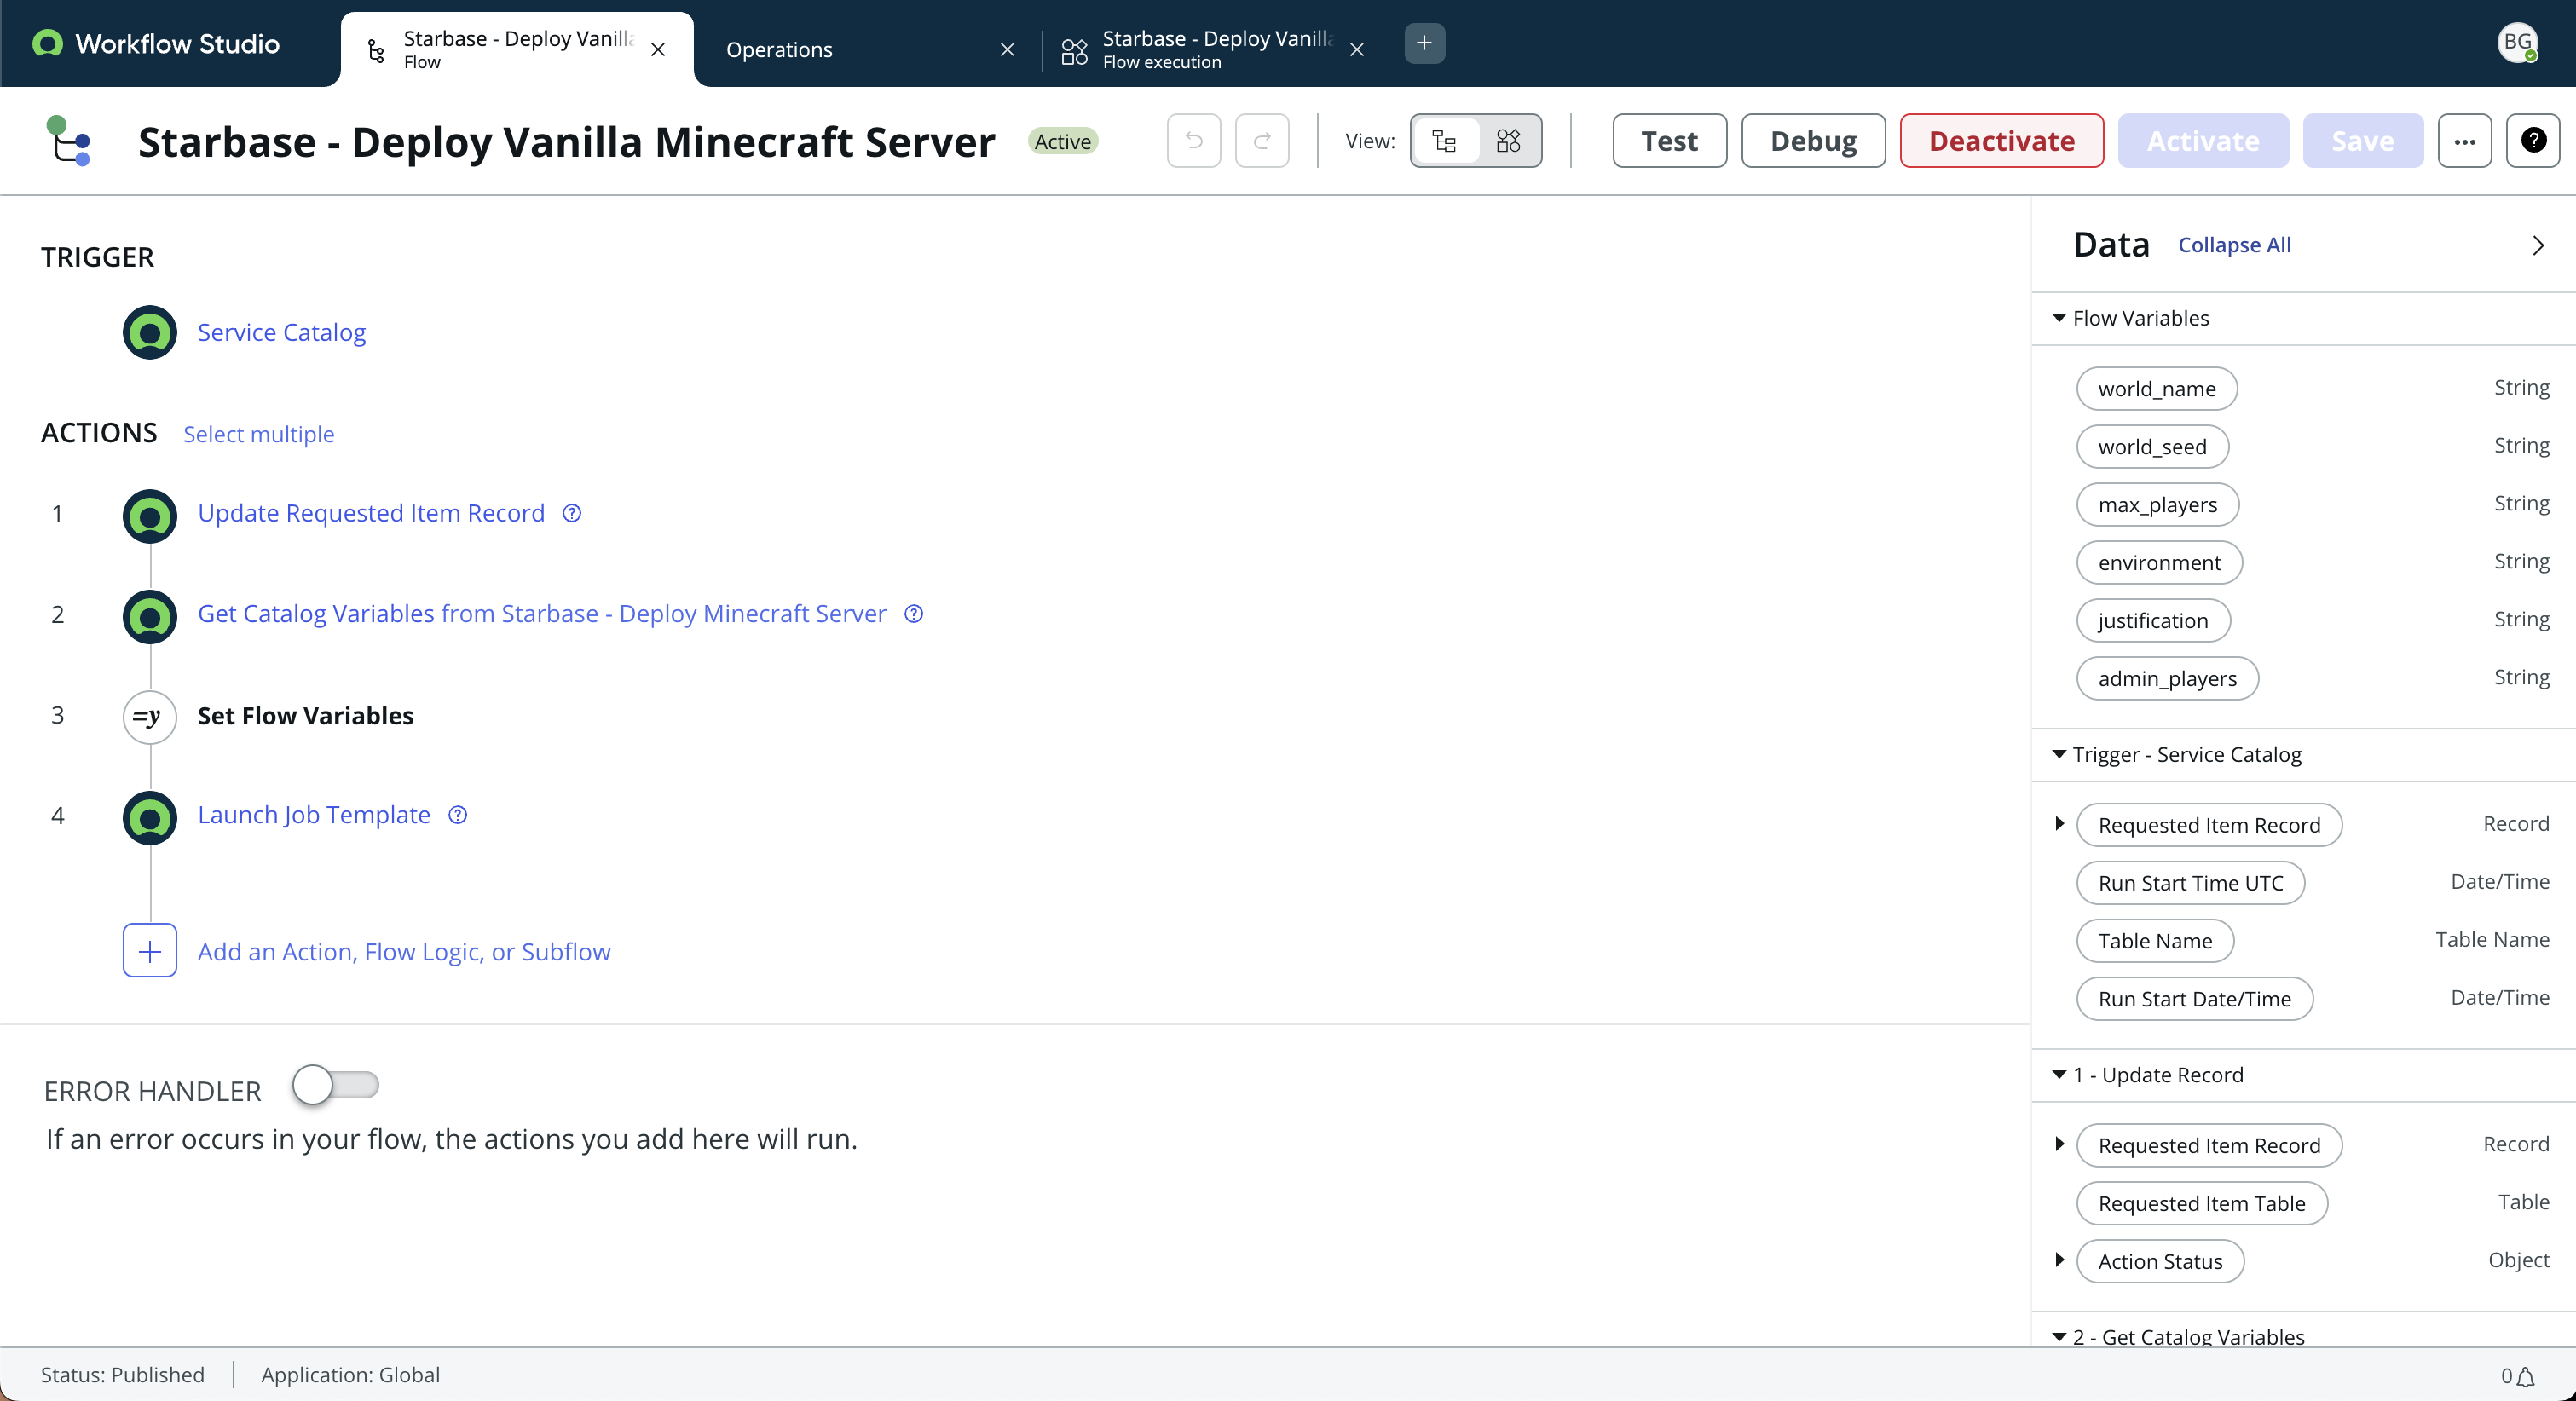 Workflow Studio
Starbase - Deploy Vanilla
Flow
Operations
Starbase - Deploy Vanilla
Flow execution
BG
Starbase - Deploy Vanilla Minecraft Server
Active
View:
Test
Debug
Deactivate
Activate
Save
TRIGGER
Service Catalog
ACTIONS
Select multiple
1
Update Requested Item Record
2
Get Catalog Variables from Starbase - Deploy Minecraft Server
3
=y
Set Flow Variables
4
Launch Job Template
Add an Action, Flow Logic, or Subflow
ERROR HANDLER
If an error occurs in your flow, the actions you add here will run.
Data
Collapse All
Flow Variables
world_name String
world_seed String
max_players String
environment String
justification String
admin_players String
Trigger - Service Catalog
Requested Item Record Record
Run Start Time UTC Date/Time
Table Name Table Name
Run Start Date/Time Date/Time
1 - Update Record
Requested Item Record Record
Requested Item Table Table
Action Status Object
2 - Get Catalog Variables
Status: Published
Application: Global
0